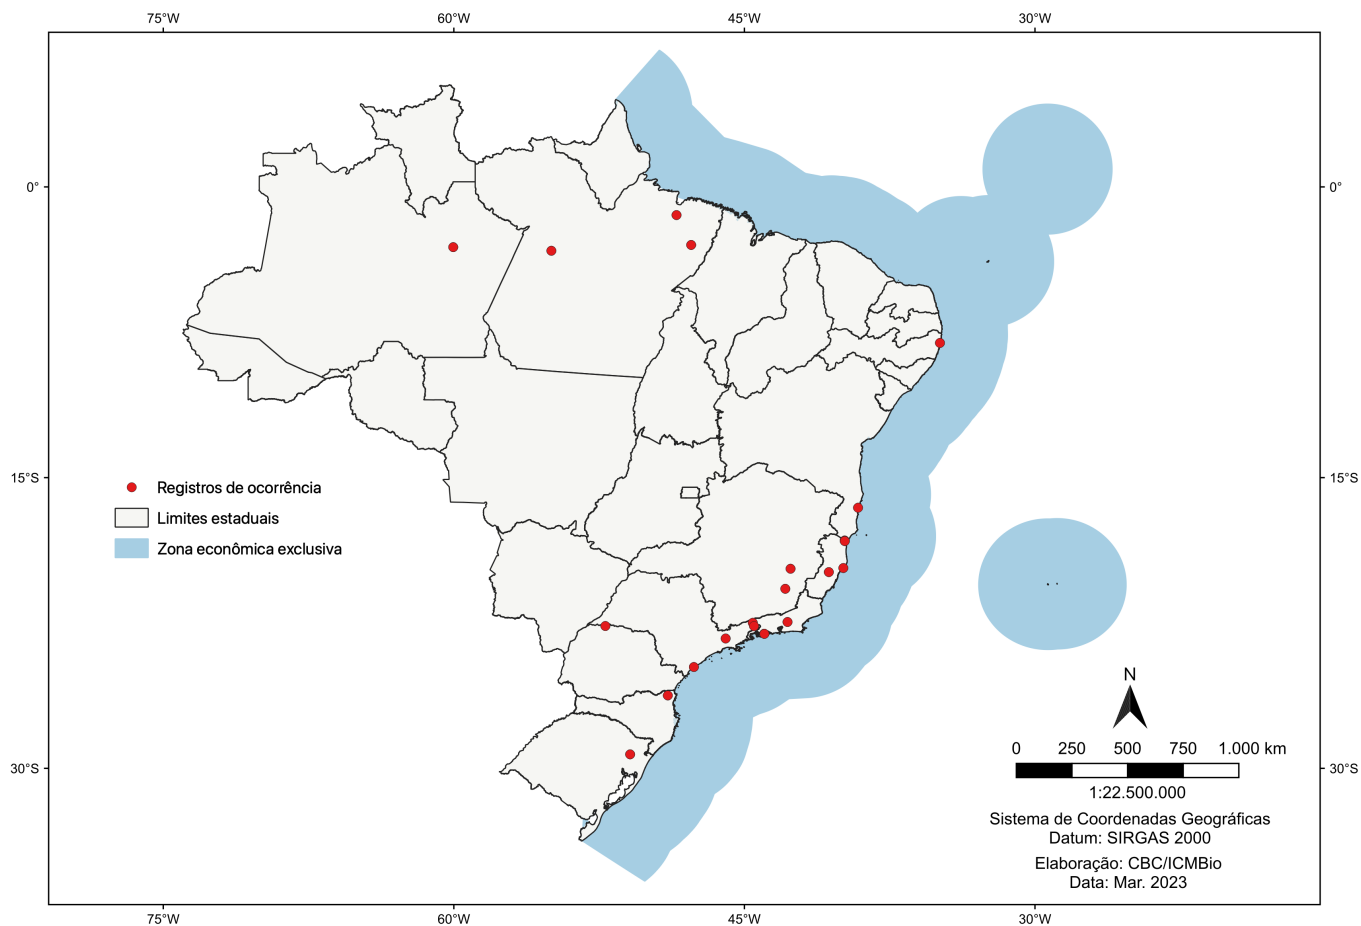 75°W 60°W 45°W 30°W
0° 0°
15°S 15°S
Registros de ocorrência
Limites estaduais
Zona econômica exclusiva
N
0 250 500 750 1.000 km
30°S 30°S
1:22.500.000
Sistema de Coordenadas Geográficas
Datum: SIRGAS 2000
Elaboração: CBC/ICMBio
Data: Mar. 2023
75°W 60°W 45°W 30°W